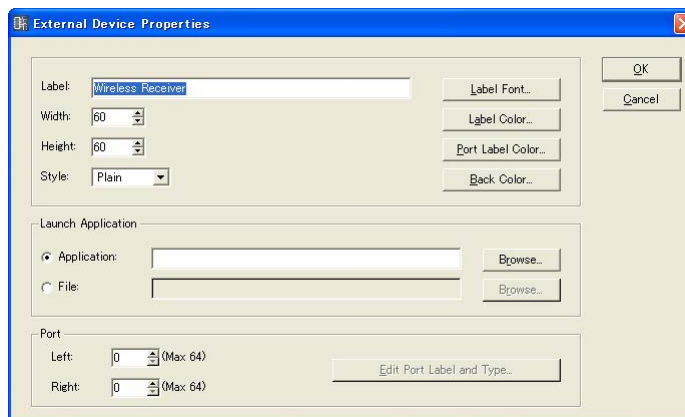 External Device Properties
Label: Wireless Receiver Label Font...
Width: 60 Label Color...
Height: 60 Port Label Color...
Style: Plain Back Color...
OK
Cancel
Launch Application
Application: Browse...
File: Browse...
Port
Left: 0 (Max 64)
Right: 0 (Max 64)
Edit Port Label and Type...